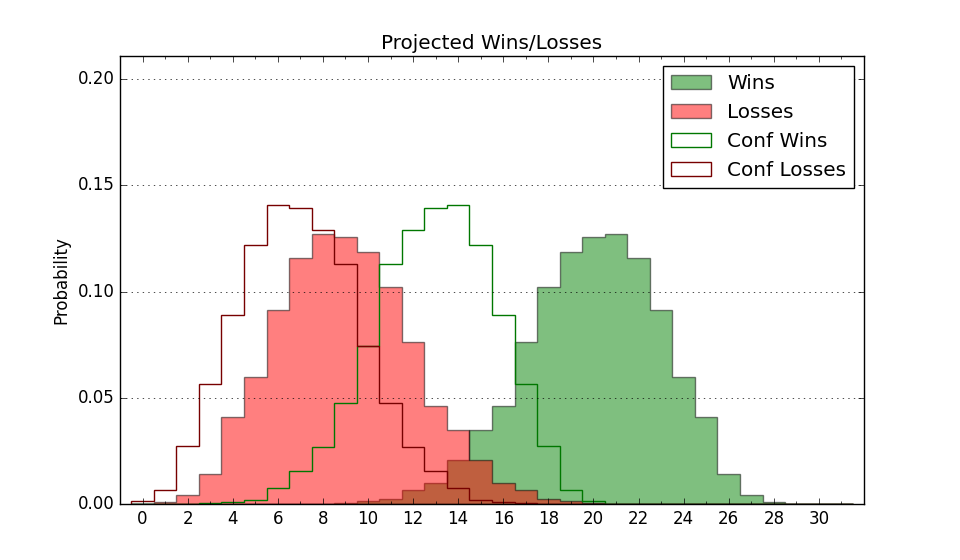 Projected Wins/Losses
Probability
0.20
0.15
0.10
0.05
0.00
Wins
Losses
Conf Wins
Conf Losses
0 2 4 6 8 10 12 14 16 18 20 22 24 26 28 30